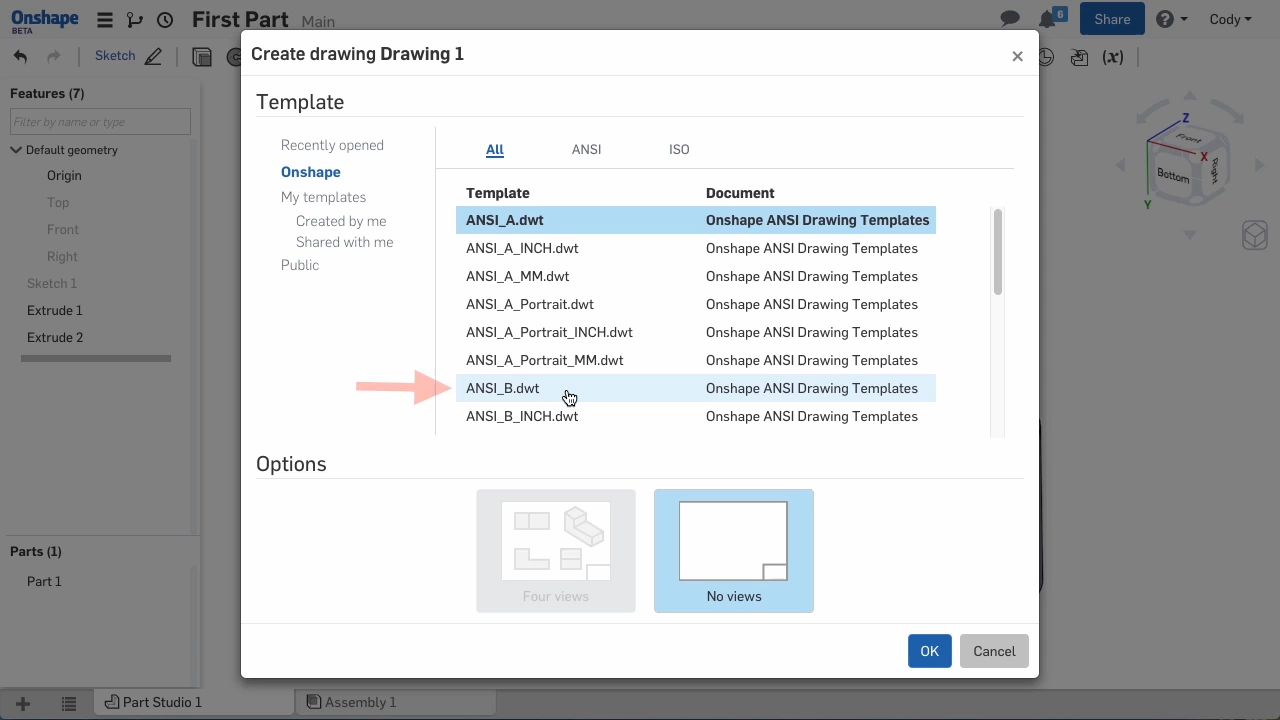 Onshape
BETA
First Part Main
6
Share
Cody
Sketch
(x)
Features (7)
Filter by name or type
Default geometry
Origin
Top
Front
Right
Sketch 1
Extrude 1
Extrude 2
Parts (1)
Part 1
Create drawing Drawing 1
×
Template
Recently opened
Onshape
My templates
Created by me
Shared with me
Public
All ANSI ISO
Template Document
ANSI_A.dwt Onshape ANSI Drawing Templates
ANSI_A_INCH.dwt Onshape ANSI Drawing Templates
ANSI_A_MM.dwt Onshape ANSI Drawing Templates
ANSI_A_Portrait.dwt Onshape ANSI Drawing Templates
ANSI_A_Portrait_INCH.dwt Onshape ANSI Drawing Templates
ANSI_A_Portrait_MM.dwt Onshape ANSI Drawing Templates
ANSI_B.dwt Onshape ANSI Drawing Templates
ANSI_B_INCH.dwt Onshape ANSI Drawing Templates
Options
Four views
No views
OK Cancel
Z
Front
X
Right
Bottom
Y
Part Studio 1
Assembly 1